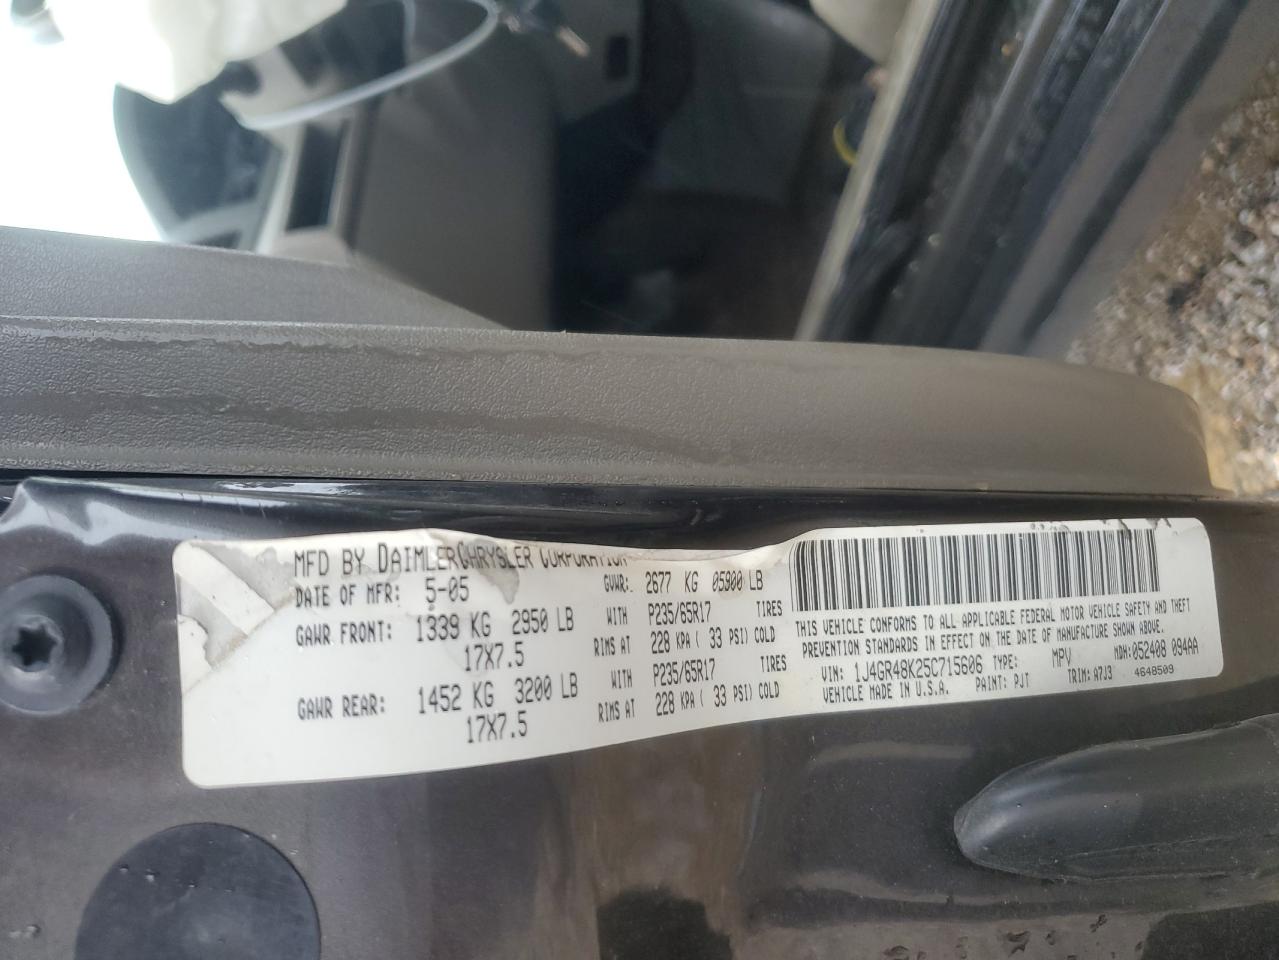 MFD BY DAIMLERCHRYSLER CORPORATION
DATE OF MFR: 5-05 GVWR: 2677 KG 05900 LB
GAWR FRONT: 1339 KG 2950 LB WITH P235/65R17 TIRES
17X7.5 RIMS AT 228 KPA ( 33 PSI) COLD
GAWR REAR: 1452 KG 3200 LB WITH P235/65R17 TIRES
17X7.5 RIMS AT 228 KPA ( 33 PSI) COLD
THIS VEHICLE CONFORMS TO ALL APPLICABLE FEDERAL MOTOR VEHICLE SAFETY AND THEFT
PREVENTION STANDARDS IN EFFECT ON THE DATE OF MANUFACTURE SHOWN ABOVE.
VIN: 1J4GR48K25C715606 TYPE: MPV MDH: 052408 094AA
VEHICLE MADE IN U.S.A. PAINT: PJT TRIM: A7J3 4648509